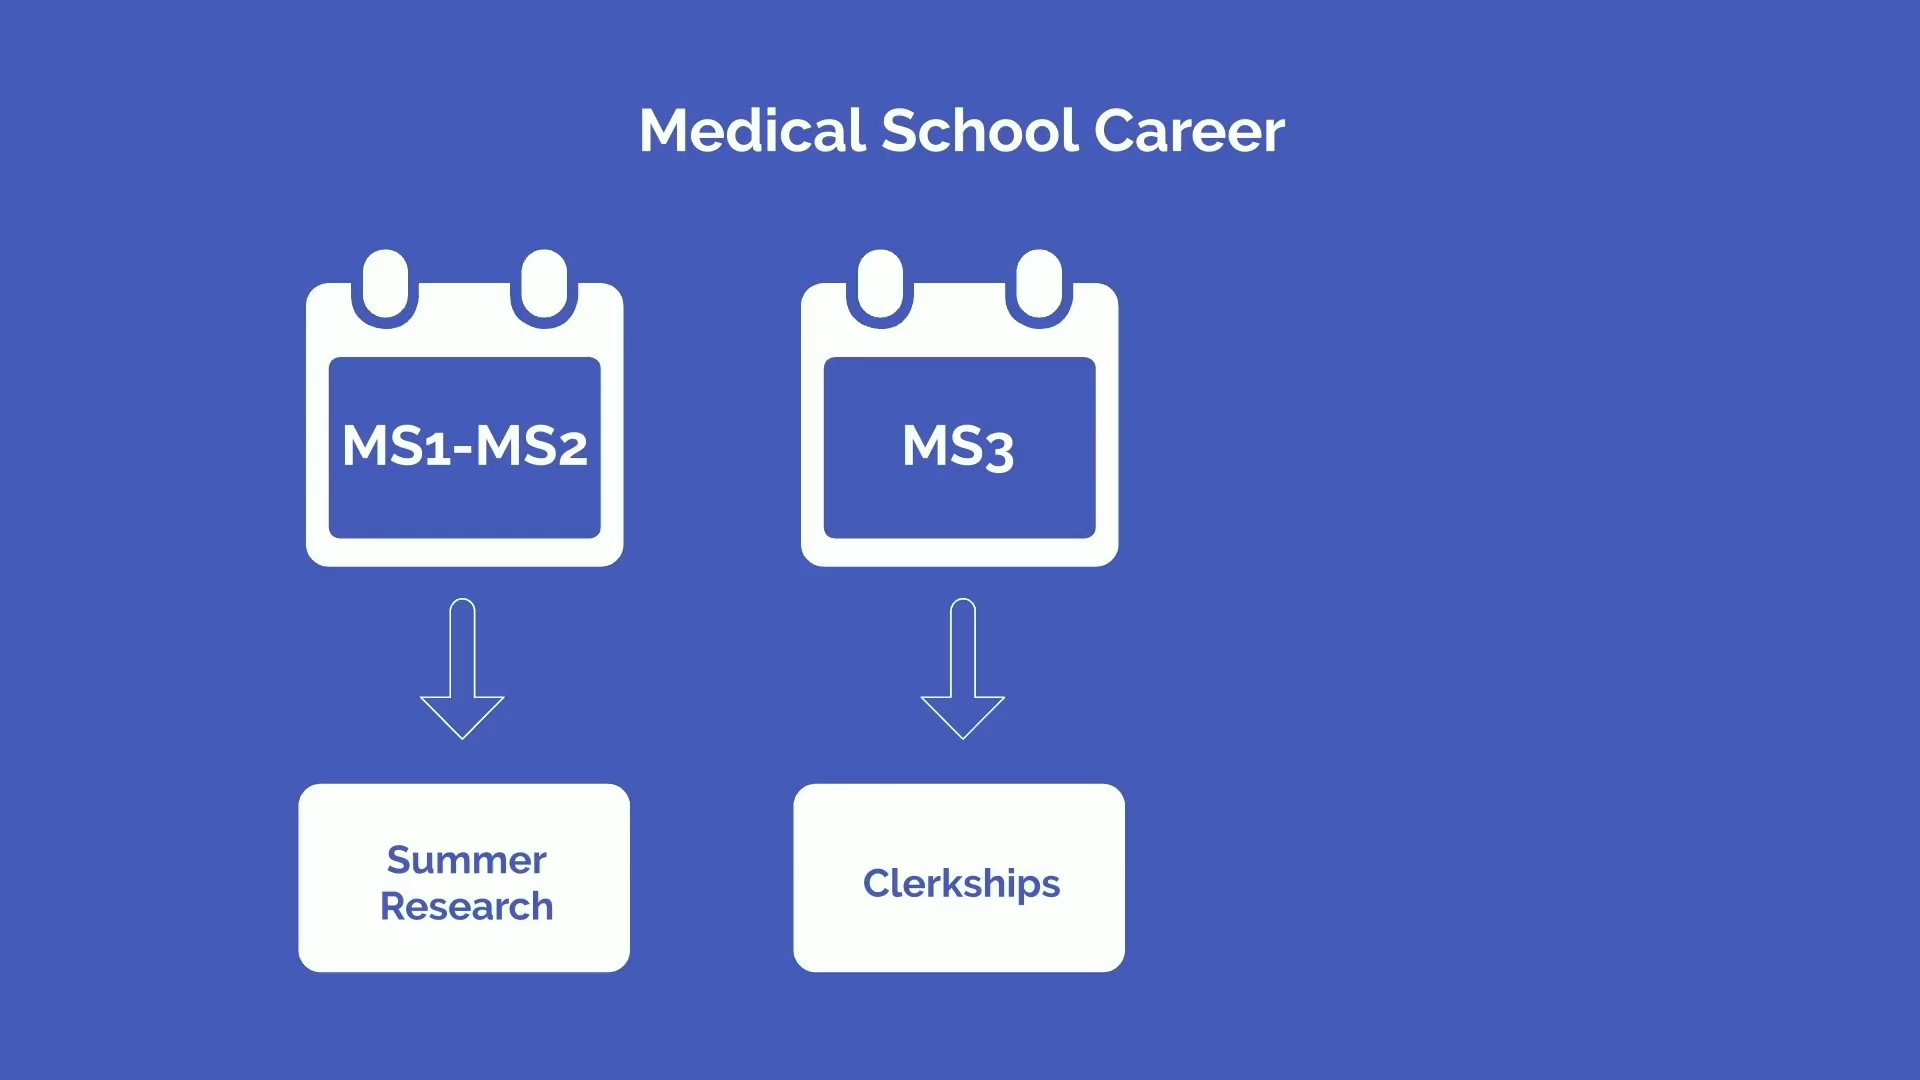 Medical School Career
MS1-MS2
MS3
Summer
Research
Clerkships